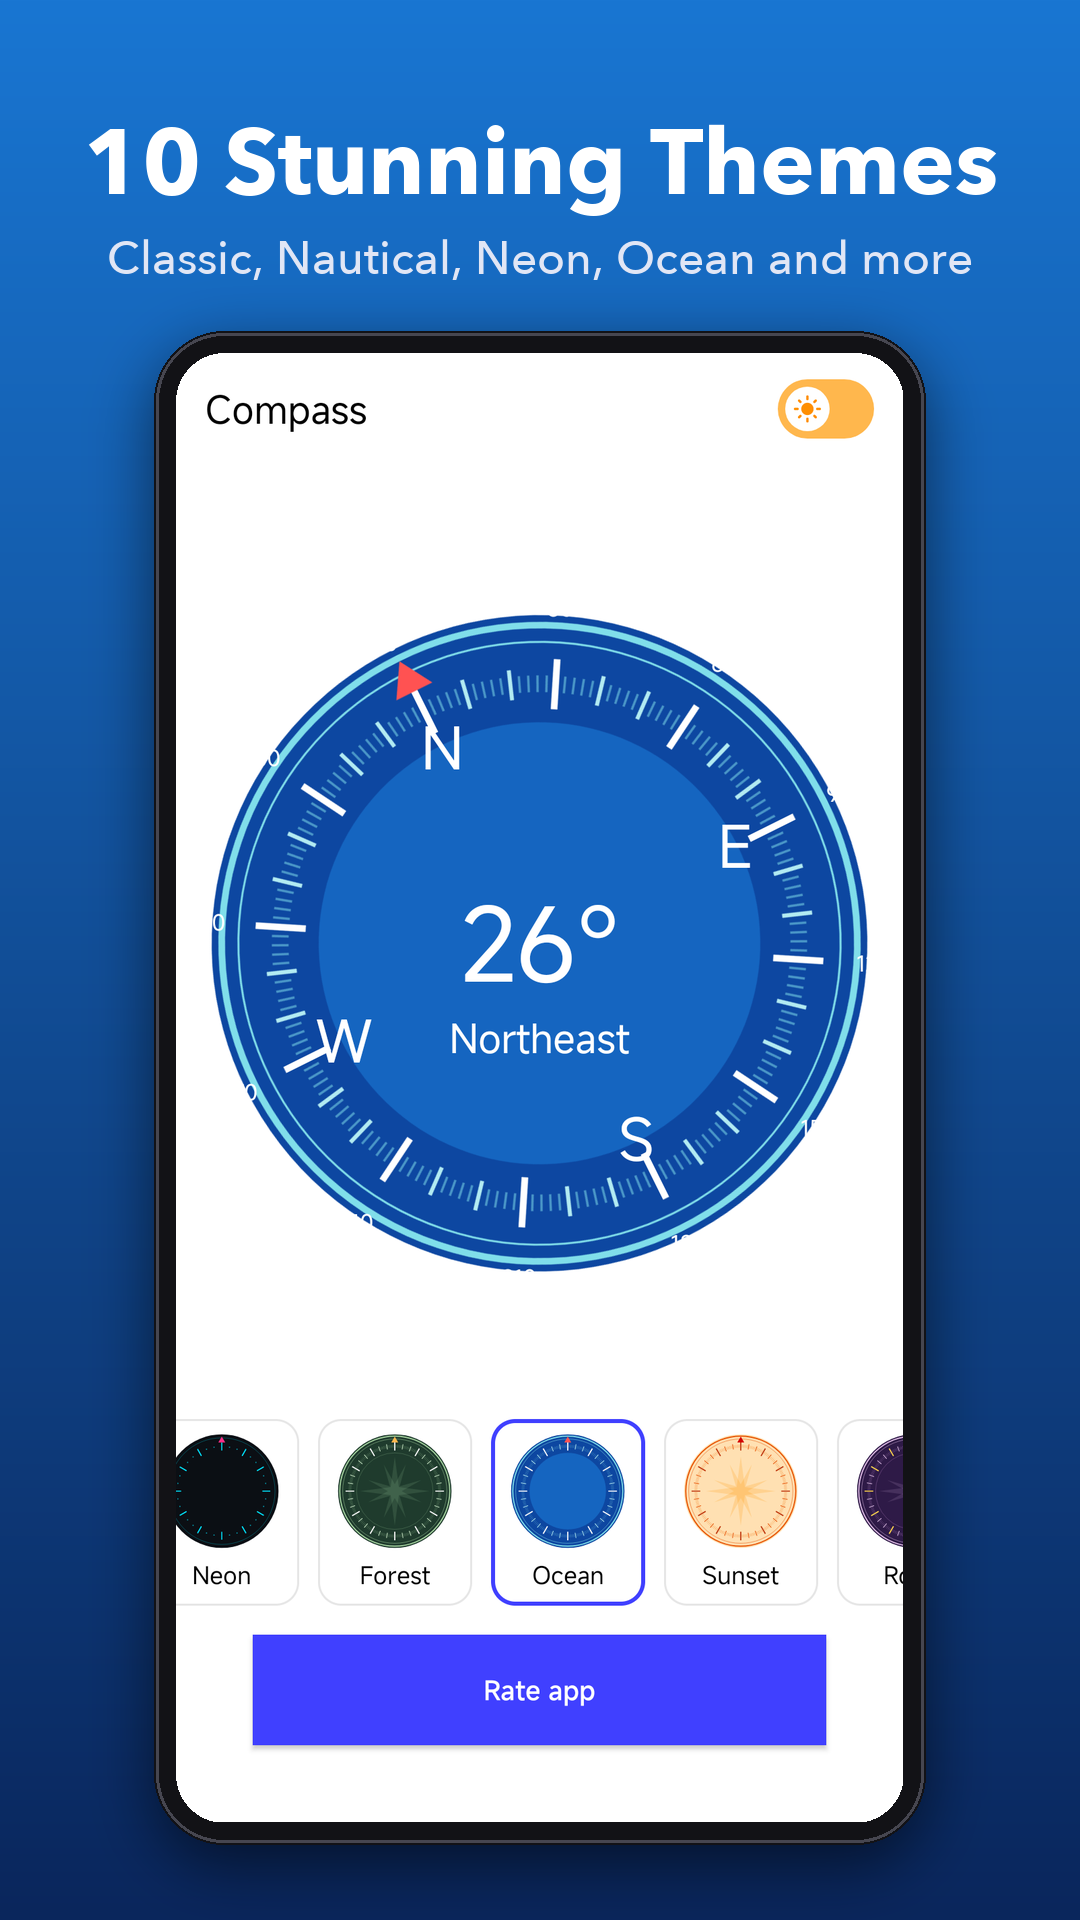 10 Stunning Themes
Classic, Nautical, Neon, Ocean and more
Compass
N
E
26°
Northeast
W
S
Neon
Forest
Ocean
Sunset
Rate app